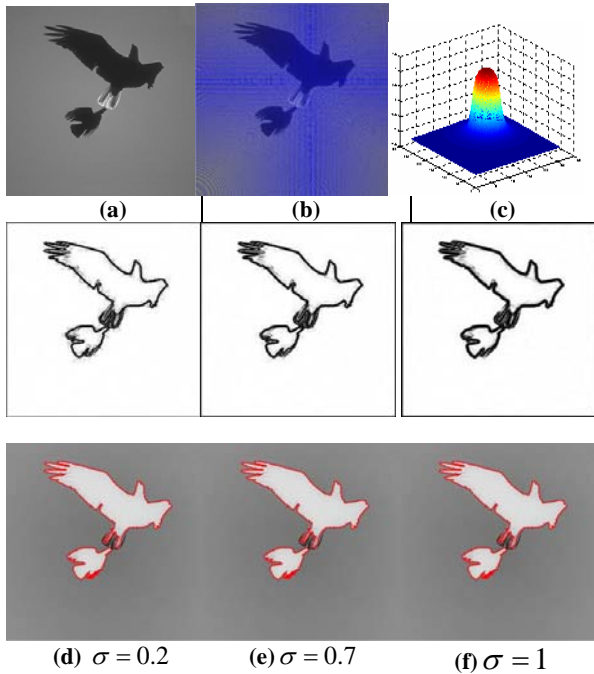 (a) (b) (c)
(d) σ = 0.2 (e) σ = 0.7 (f) σ = 1